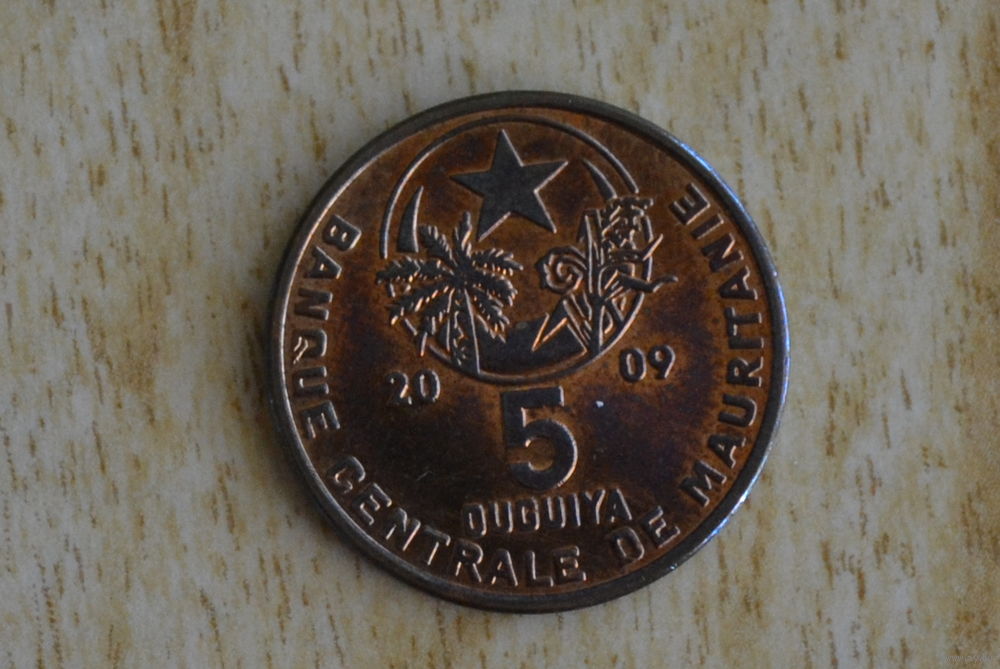 BANQUE CENTRALE DE MAURITANIE
20 09
5
OUGUIYA